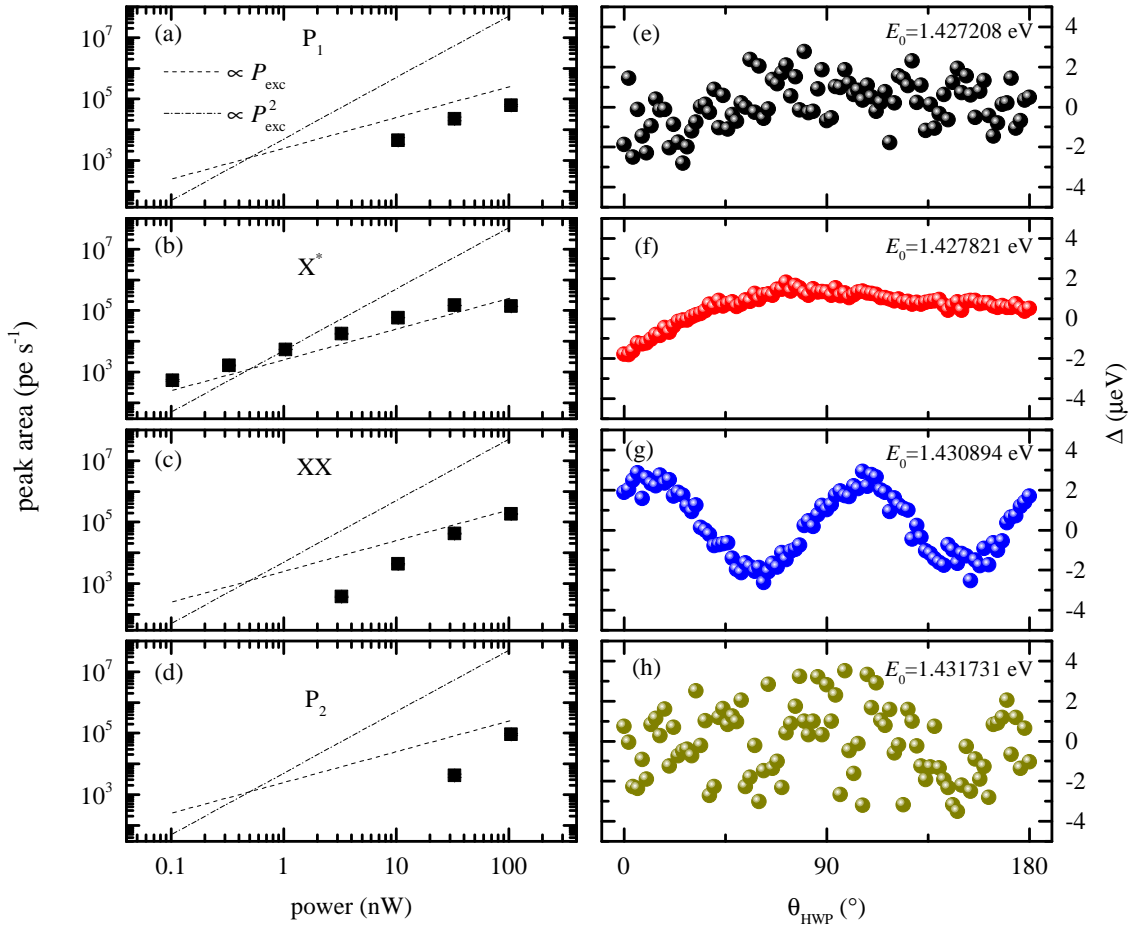 peak area (pe s⁻¹)
(a)
P₁
∝ P_exc
∝ P²_exc
10⁷
10⁵
10³
(b)
X*
10⁷
10⁵
10³
(c)
XX
10⁷
10⁵
10³
(d)
P₂
10⁷
10⁵
10³
0.1 1 10 100
power (nW)
(e)
E₀=1.427208 eV
4
2
0
-2
-4
(f)
E₀=1.427821 eV
4
2
0
-2
-4
(g)
E₀=1.430894 eV
4
2
0
-2
-4
(h)
E₀=1.431731 eV
4
2
0
-2
-4
Δ (μeV)
0 90 180
θ_HWP (°)